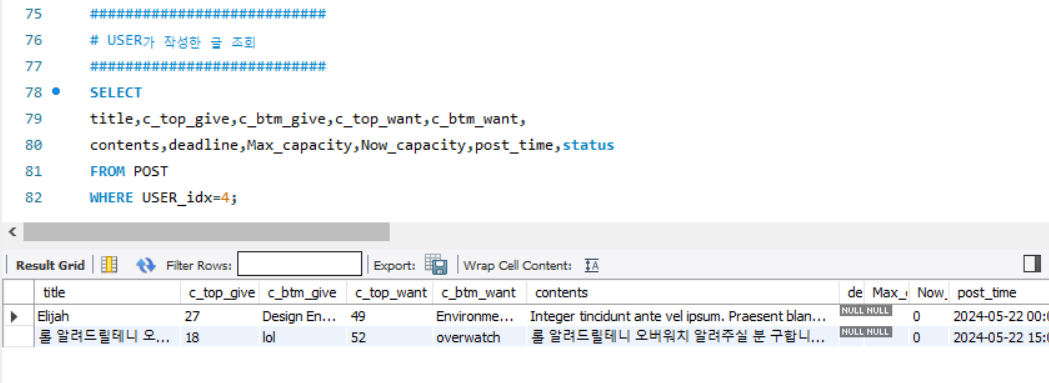 75 ###########################
76 # USER가 작성한 글 조회
77 ###########################
78 SELECT
79 title,c_top_give,c_btm_give,c_top_want,c_btm_want,
80 contents,deadline,Max_capacity,Now_capacity,post_time,status
81 FROM POST
82 WHERE USER_idx=4;
Result Grid Filter Rows: Export: Wrap Cell Content: IA
title c_top_give c_btm_give c_top_want c_btm_want contents de Max_ Now_ post_time
Elijah 27 Design En... 49 Environme... Integer tincidunt ante vel ipsum. Praesent blan... NULL NULL 0 2024-05-22 00:
롤 알려드릴테니 오... 18 lol 52 overwatch 롤 알려드릴테니 오버워치 알려주실 분 구합니... NULL NULL 0 2024-05-22 15: